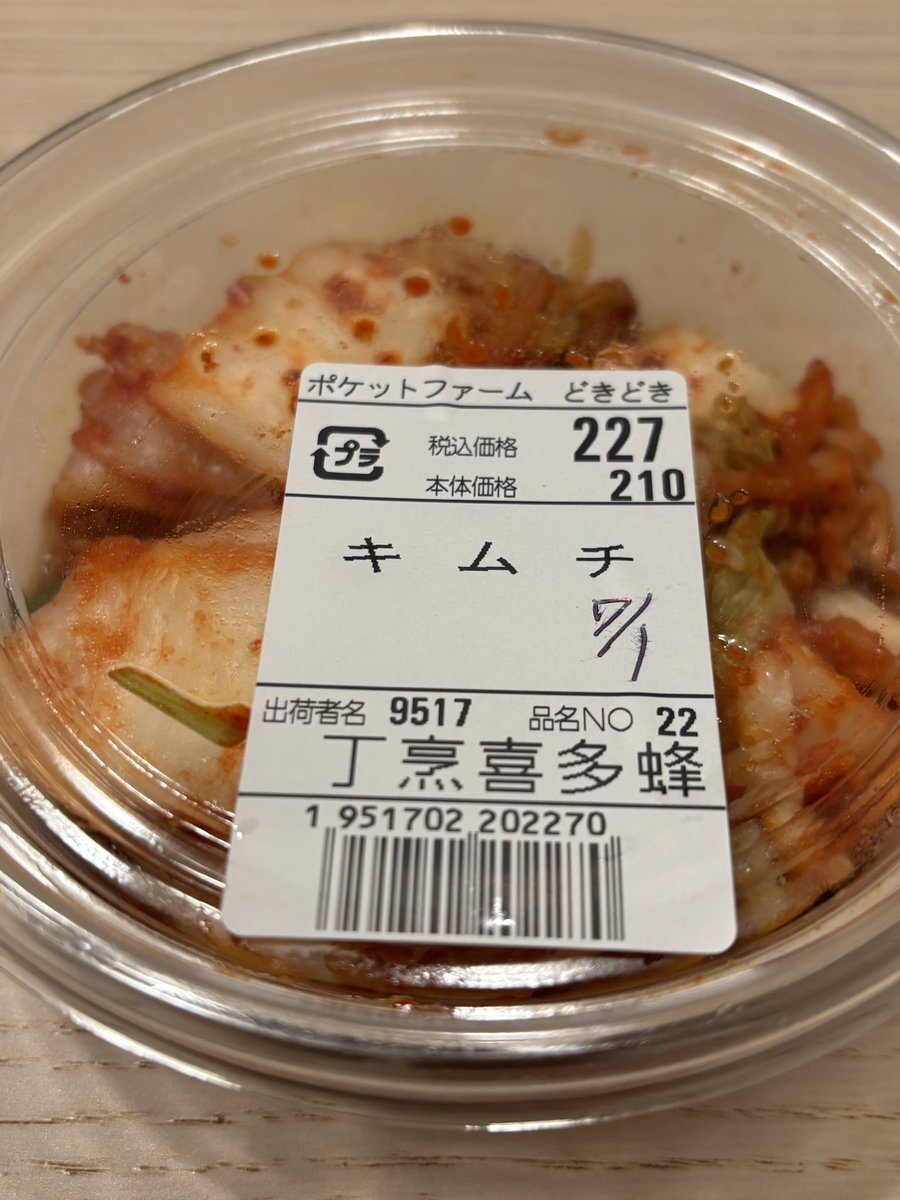 ポケットファーム どきどき
プラ 税込価格 227
本体価格 210
キムチ
7/1
出荷者名 9517 品名NO 22
丁烹喜多蜂
1 951702 202270